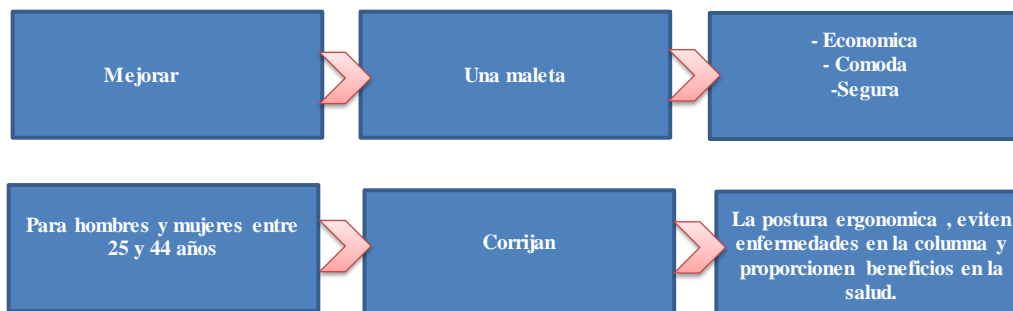 Mejorar
Una maleta
- Economica
- Comoda
-Segura
Para hombres y mujeres entre
25 y 44 años
Corrijan
La postura ergonomica , eviten
enfermedades en la columna y
proporcionen beneficios en la
salud.